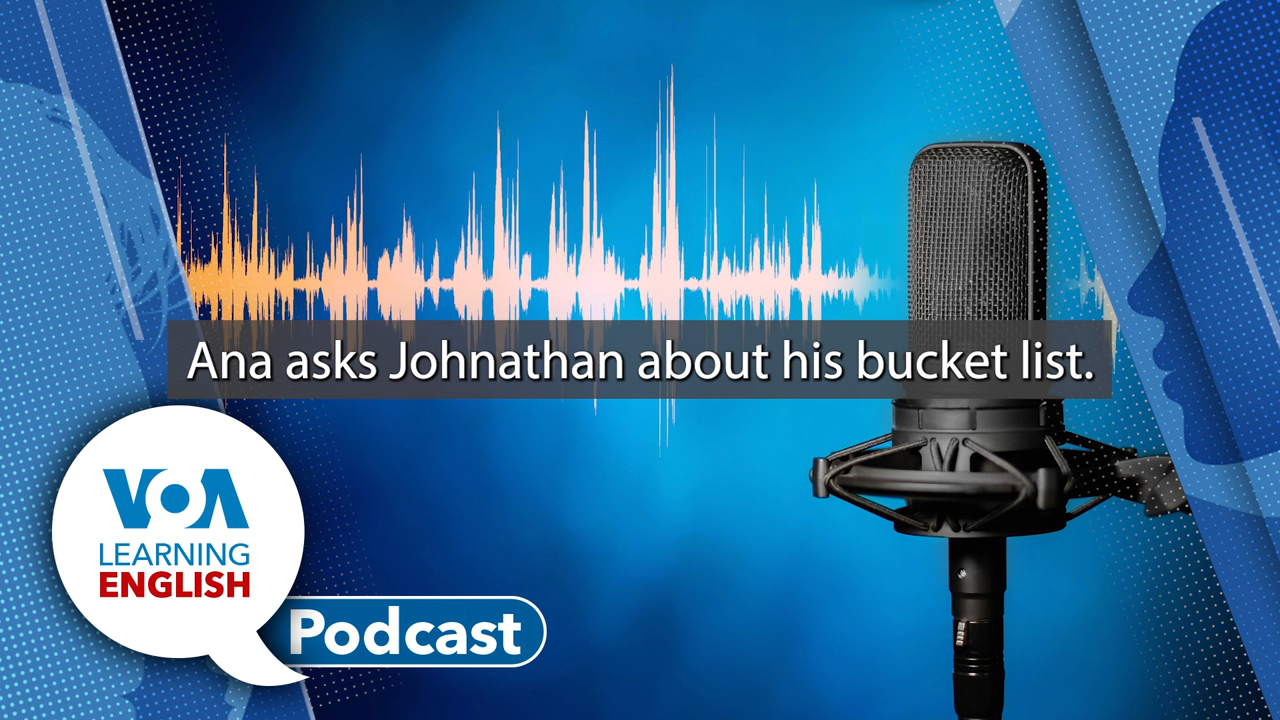 Ana asks Johnathan about his bucket list.
VOA
LEARNING
ENGLISH
Podcast